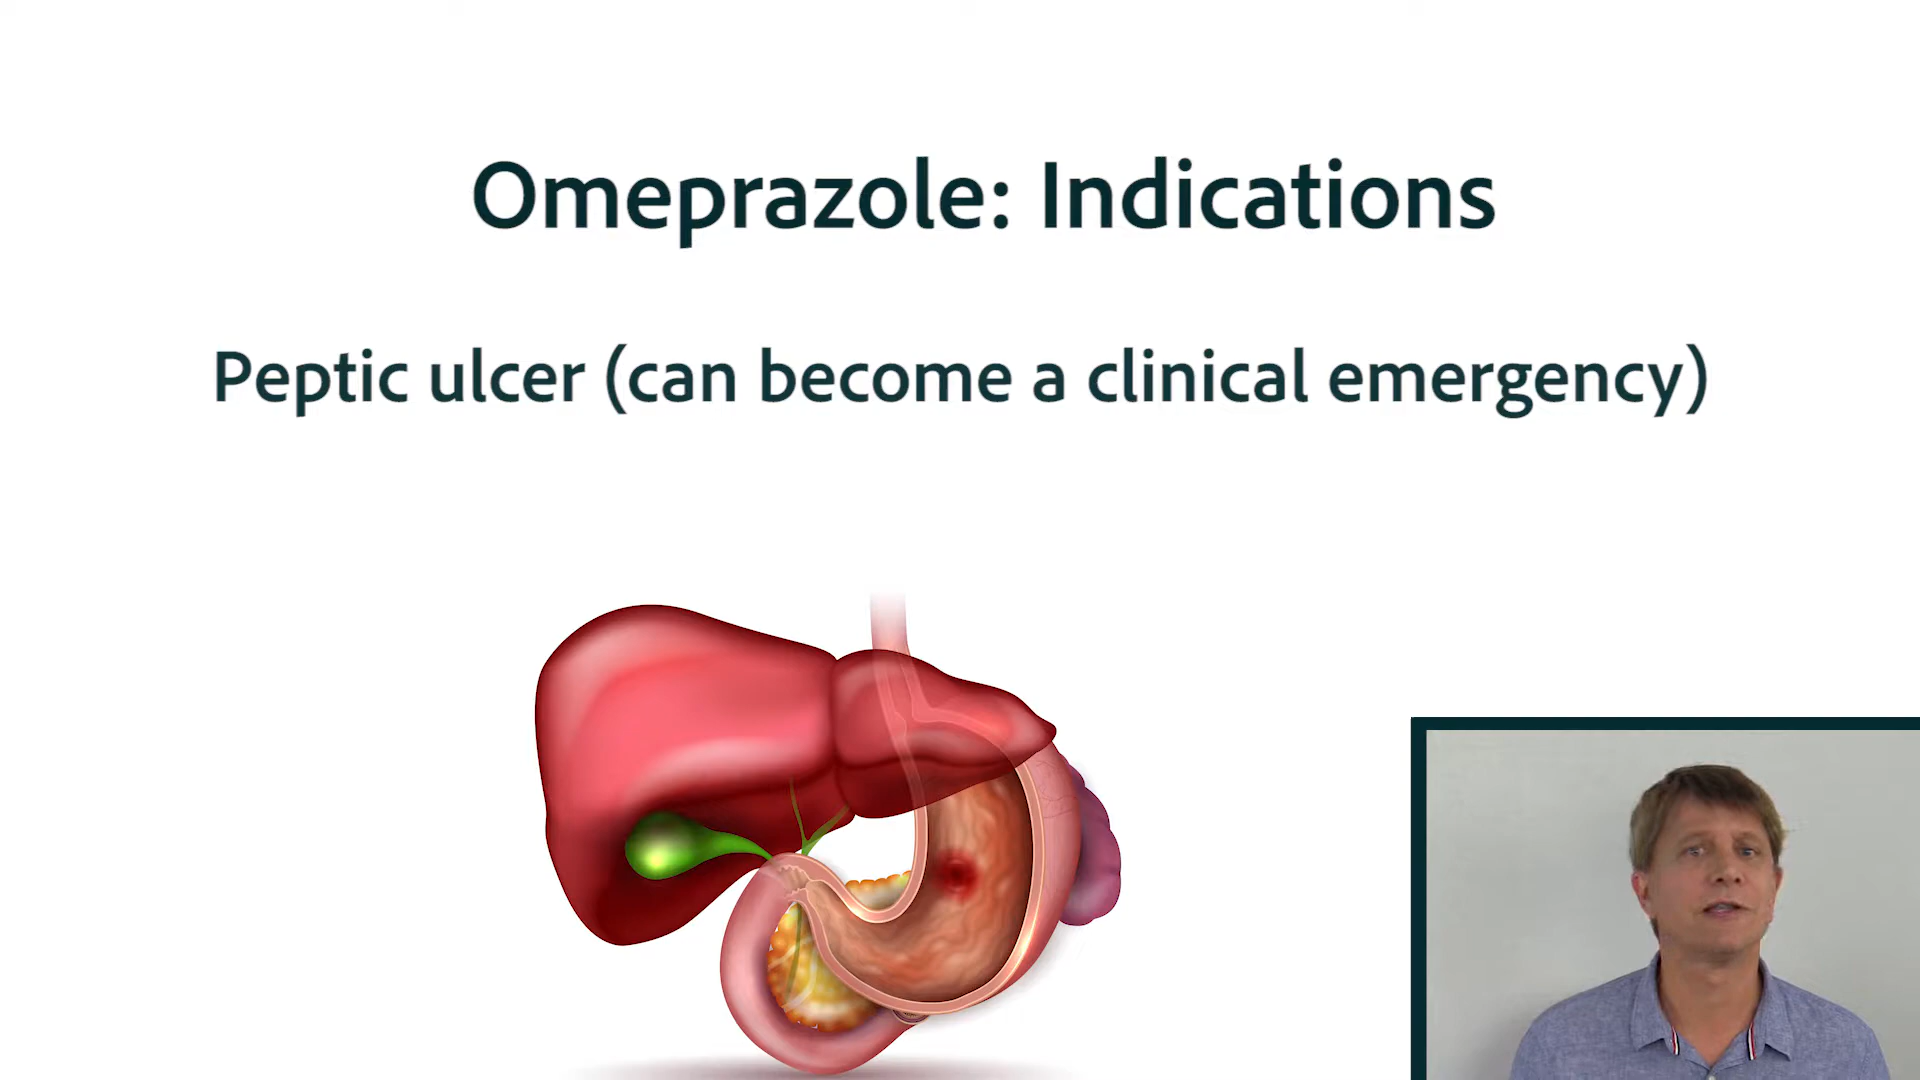 Omeprazole: Indications
Peptic ulcer (can become a clinical emergency)